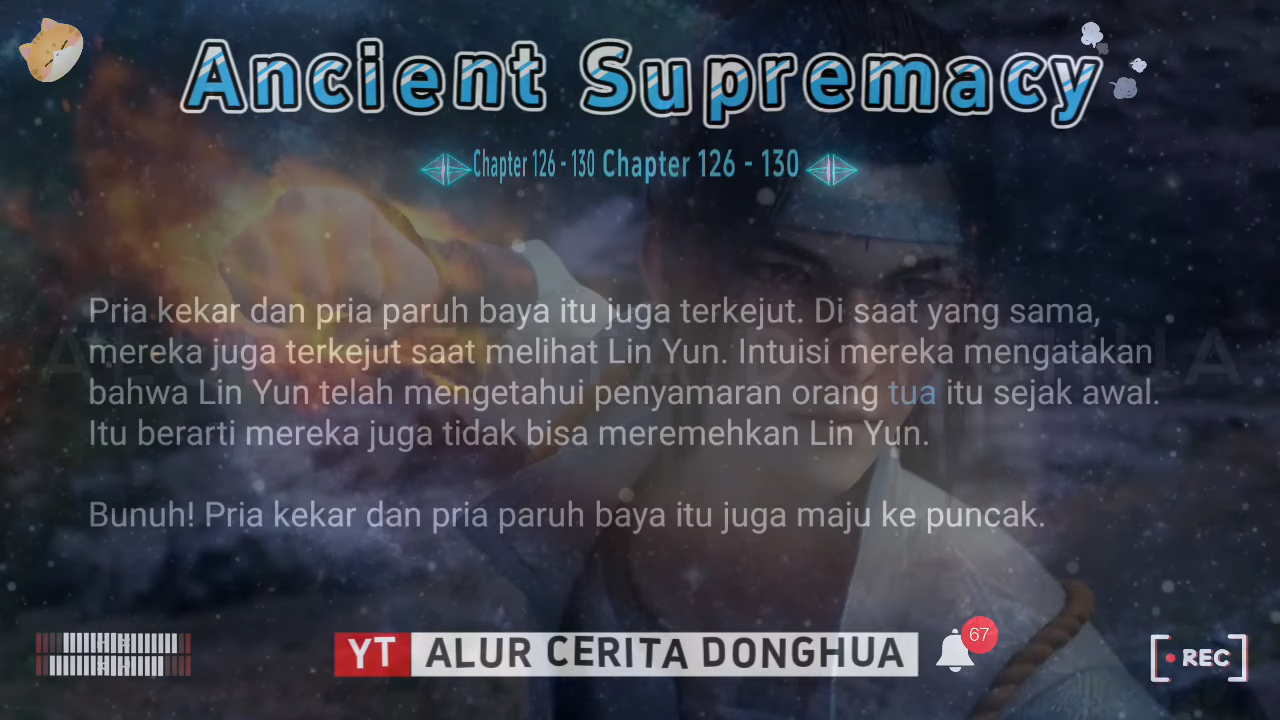 Ancient Supremacy
Chapter 126 - 130 Chapter 126 - 130
Pria kekar dan pria paruh baya itu juga terkejut. Di saat yang sama,
mereka juga terkejut saat melihat Lin Yun. Intuisi mereka mengatakan
bahwa Lin Yun telah mengetahui penyamaran orang tua itu sejak awal.
Itu berarti mereka juga tidak bisa meremehkan Lin Yun.
Bunuh! Pria kekar dan pria paruh baya itu juga maju ke puncak.
YT ALUR CERITA DONGHUA
67
REC